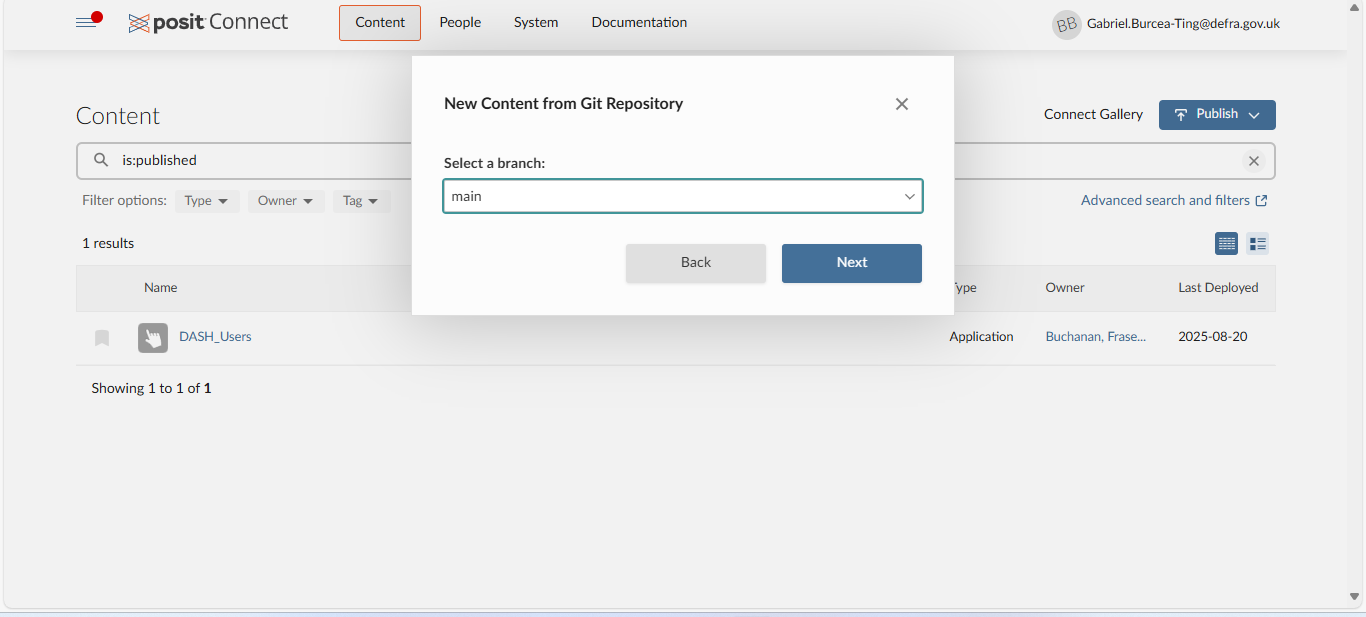 posit Connect
Content People System Documentation
BB Gabriel.Burcea-Ting@defra.gov.uk
New Content from Git Repository
Content
Connect Gallery Publish
is:published
Select a branch:
main
Filter options: Type Owner Tag
Advanced search and filters
1 results
Back Next
Name Type Owner Last Deployed
DASH_Users Application Buchanan, Frase... 2025-08-20
Showing 1 to 1 of 1